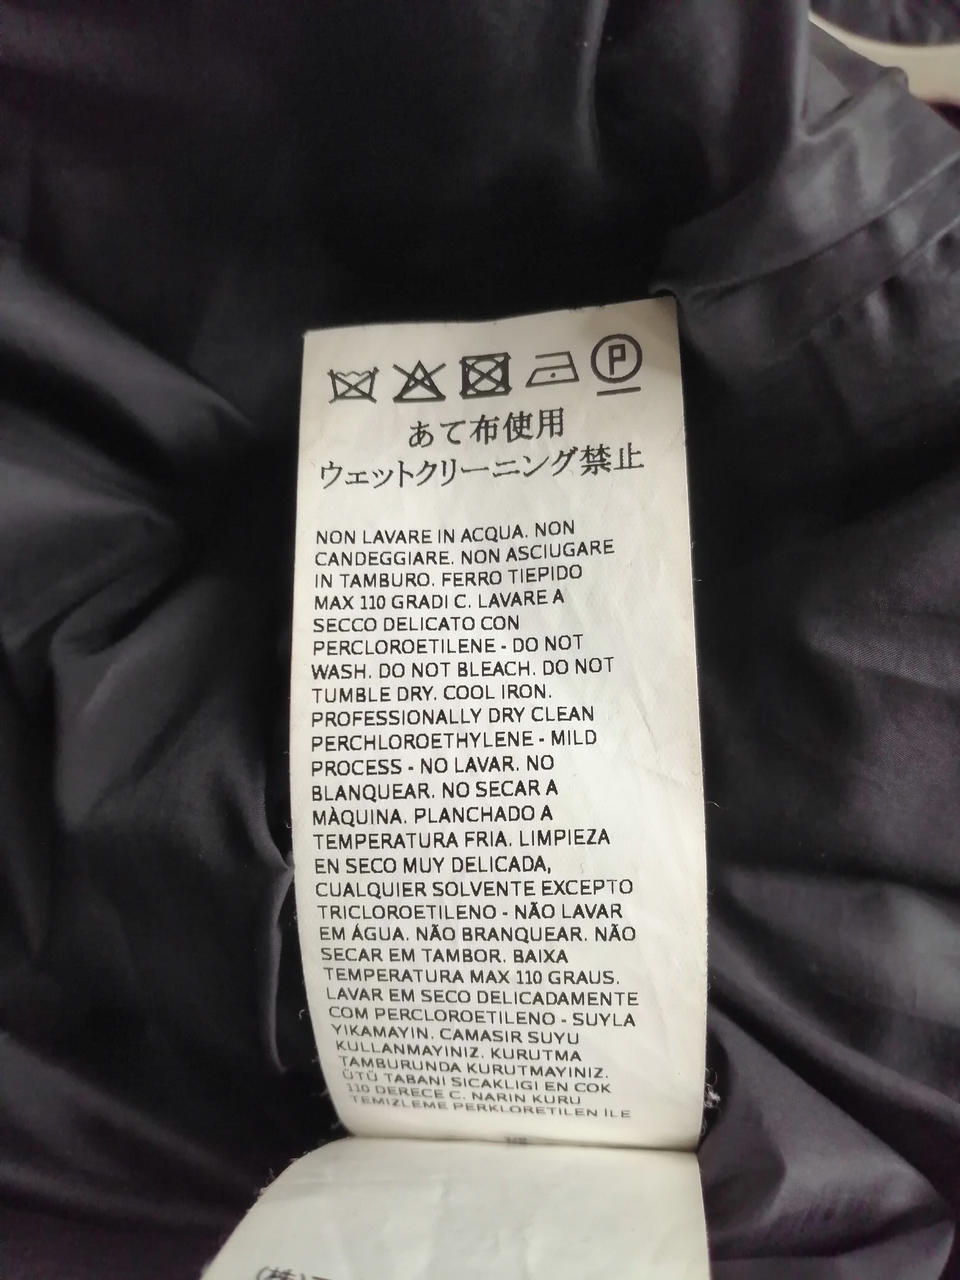 P
あて布使用
ウェットクリーニング禁止
NON LAVARE IN ACQUA. NON
CANDEGGIARE. NON ASCIUGARE
IN TAMBURO. FERRO TIEPIDO
MAX 110 GRADI C. LAVARE A
SECCO DELICATO CON
PERCLOROETILENE - DO NOT
WASH. DO NOT BLEACH. DO NOT
TUMBLE DRY. COOL IRON.
PROFESSIONALLY DRY CLEAN
PERCHLOROETHYLENE - MILD
PROCESS - NO LAVAR. NO
BLANQUEAR. NO SECAR A
MÀQUINA. PLANCHADO A
TEMPERATURA FRIA. LIMPIEZA
EN SECO MUY DELICADA,
CUALQUIER SOLVENTE EXCEPTO
TRICLOROETILENO - NÃO LAVAR
EM ÁGUA. NÃO BRANQUEAR. NÃO
SECAR EM TAMBOR. BAIXA
TEMPERATURA MAX 110 GRAUS.
LAVAR EM SECO DELICADAMENTE
COM PERCLOROETILENO - SUYLA
YIKAMAYIN. CAMASIR SUYU
KULLANMAYINIZ. KURUTMA
TAMBURUNDA KURUTMAYINIZ.
ÜTÜ TABANI SICAKLIGI EN COK
110 DERECE C. NARIN KURU
TEMIZLEME PERKLORETILEN İLE
(株)